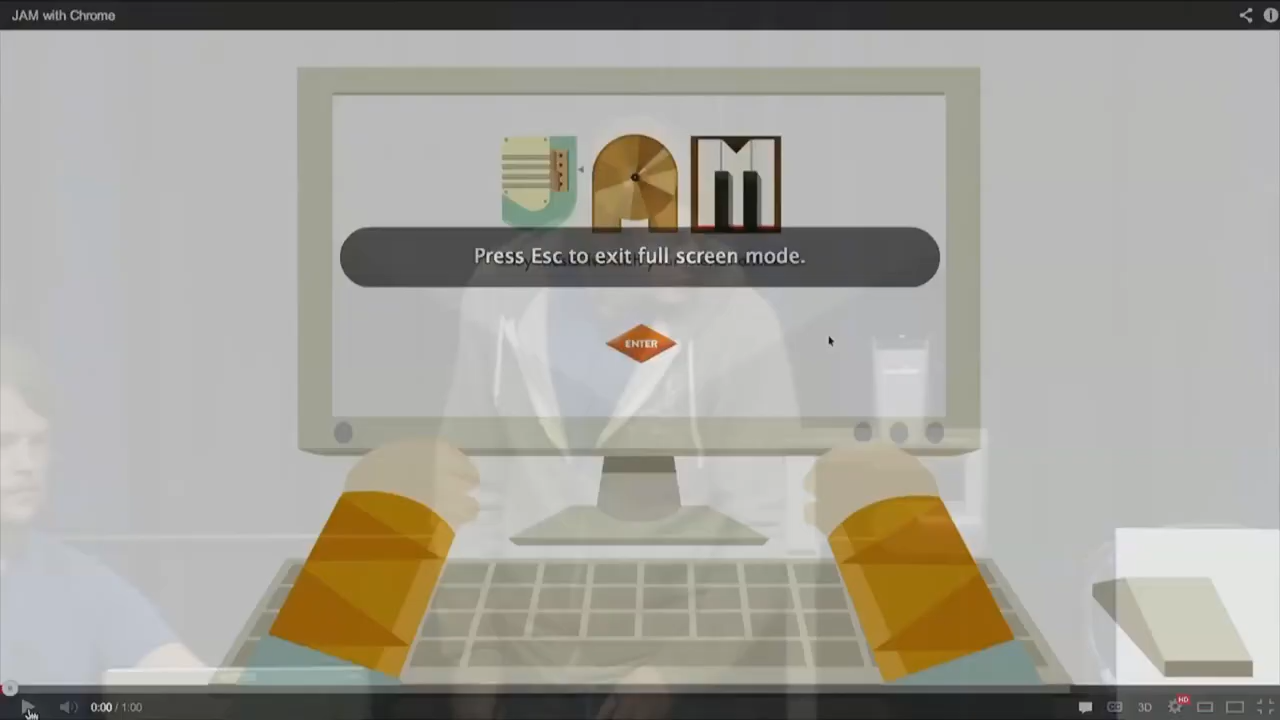 JAM with Chrome
JAM
Press Esc to exit full screen mode.
ENTER
0:00 / 1:00
3D
HD